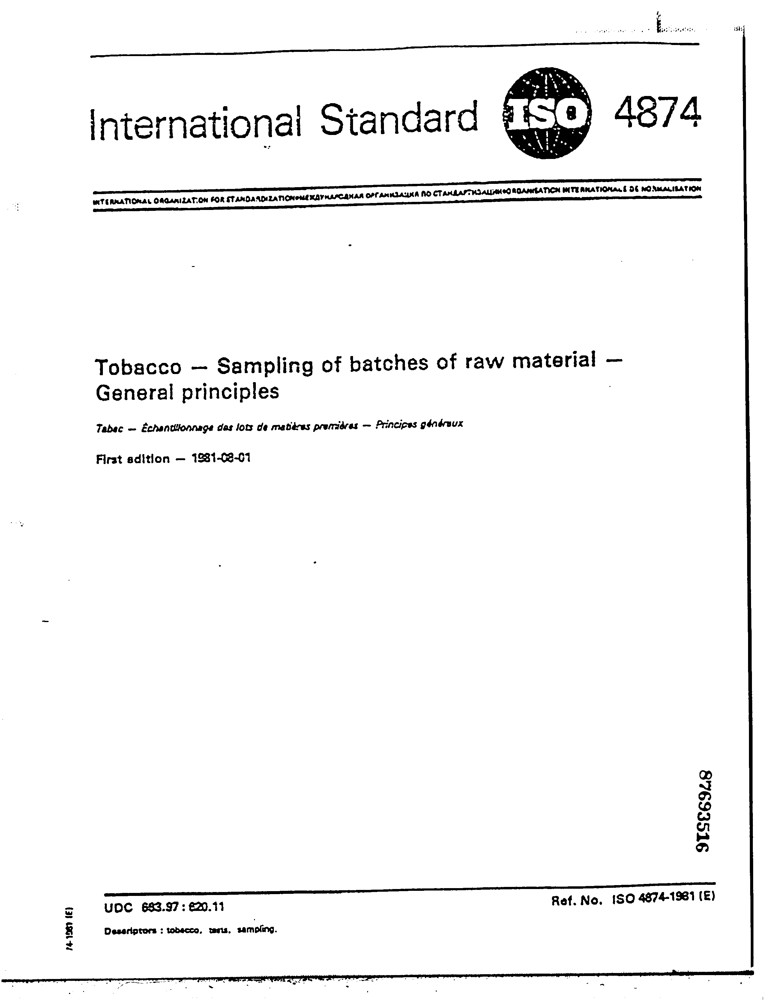 International Standard ISO 4874
INTERNATIONAL ORGANIZATION FOR STANDARDIZATION•МЕЖДУНАРОДНАЯ ОРГАНИЗАЦИЯ ПО СТАНДАРТИЗАЦИИ•ORGANISATION INTERNATIONALE DE NORMALISATION
Tobacco — Sampling of batches of raw material —
General principles
Tabac — Échantillonnage des lots de matières premières — Principes généraux
First edition — 1981-08-01
87693516
UDC 663.97 : 620.11
Ref. No. ISO 4874-1981 (E)
Descriptors : tobacco, tests, sampling.
74-1981 (E)